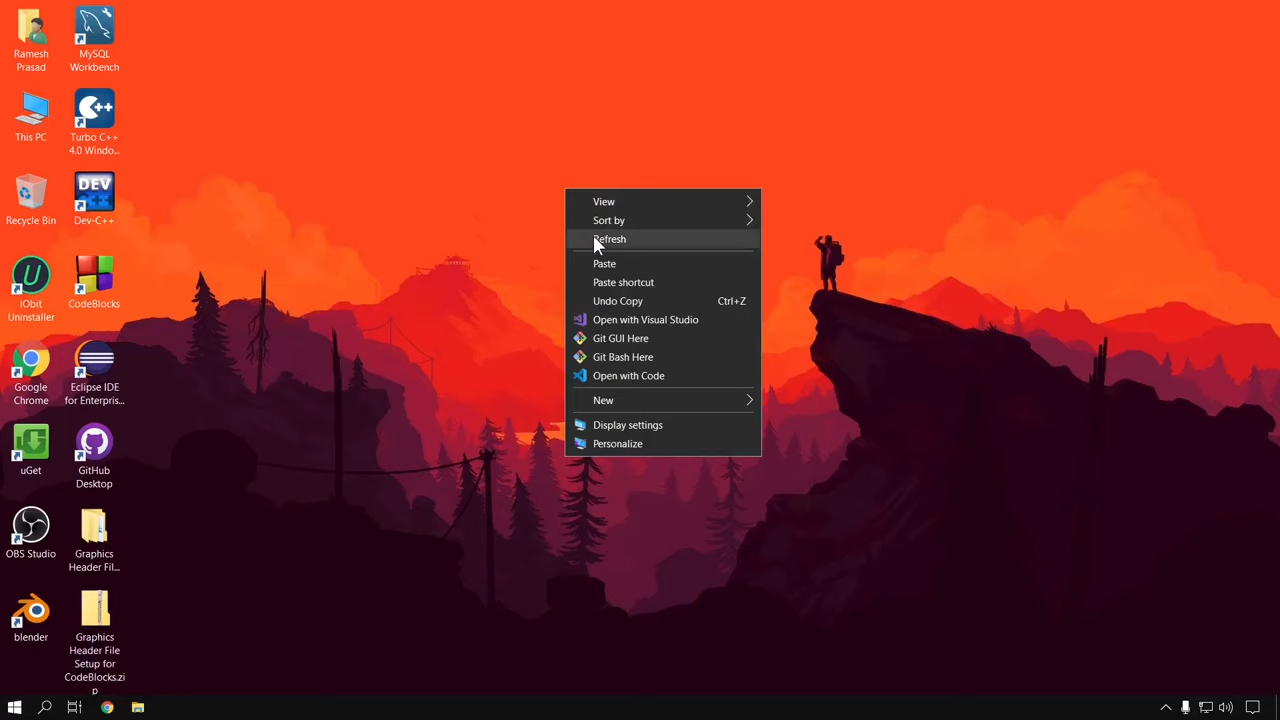 Ramesh
Prasad
MySQL
Workbench
This PC
Turbo C++
4.0 Windo...
Recycle Bin
DEV
Dev-C++
IObit
Uninstaller
CodeBlocks
Google
Chrome
Eclipse IDE
for Enterpris...
uGet
GitHub
Desktop
OBS Studio
Graphics
Header Fil...
blender
Graphics
Header File
Setup for
CodeBlocks.zi
p
View
Sort by
Refresh
Paste
Paste shortcut
Undo Copy Ctrl+Z
Open with Visual Studio
Git GUI Here
Git Bash Here
Open with Code
New
Display settings
Personalize